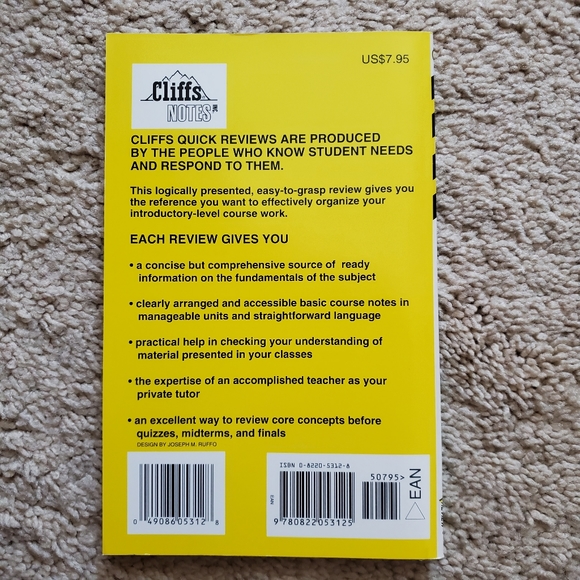 US$7.95
Cliffs
NOTES INC
CLIFFS QUICK REVIEWS ARE PRODUCED
BY THE PEOPLE WHO KNOW STUDENT NEEDS
AND RESPOND TO THEM.
This logically presented, easy-to-grasp review gives you
the reference you want to effectively organize your
introductory-level course work.
EACH REVIEW GIVES YOU
• a concise but comprehensive source of ready
information on the fundamentals of the subject
• clearly arranged and accessible basic course notes in
manageable units and straightforward language
• practical help in checking your understanding of
material presented in your classes
• the expertise of an accomplished teacher as your
private tutor
• an excellent way to review core concepts before
quizzes, midterms, and finals
DESIGN BY JOSEPH M. RUFFO
0 49086 05312 8
ISBN 0-8220-5312-8
50795>
EAN
9 780822 053125
EAN